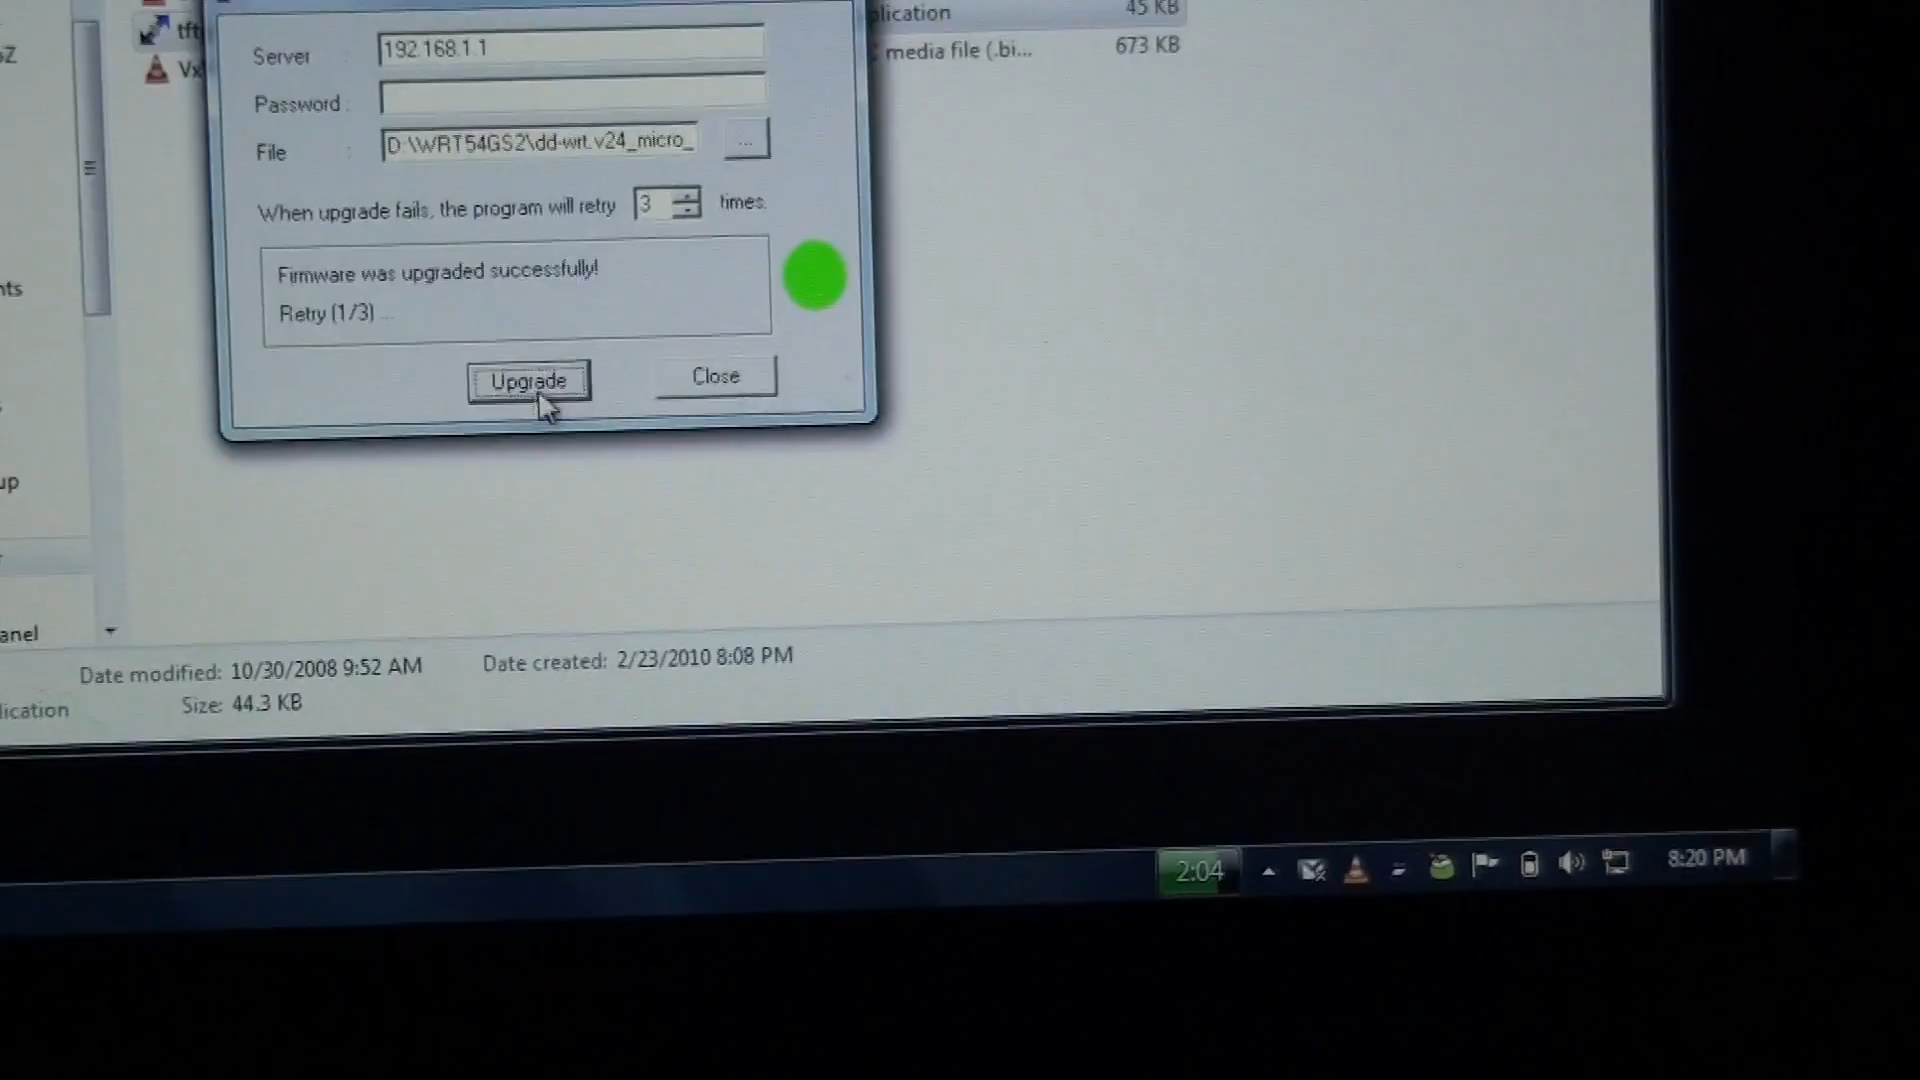 plication 45 KB
tft
Server : 192.168.1.1
oZ
media file (.bi... 673 KB
Vx
Password :
File : D:\WRT54GS2\dd-wrt.v24_micro_ ...
When upgrade fails, the program will retry 3 times.
Firmware was upgraded successfully!
nts
Retry (1/3) ...
Upgrade Close
up
anel
Date modified: 10/30/2008 9:52 AM Date created: 2/23/2010 8:08 PM
lication Size: 44.3 KB
2:04 8:20 PM